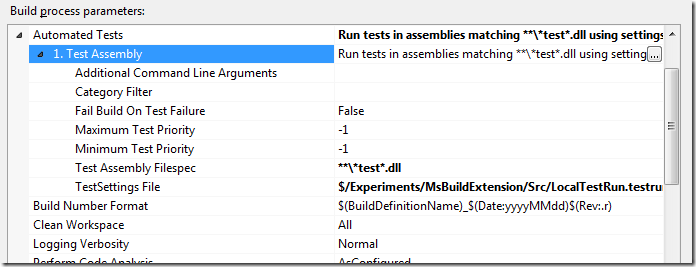 Build process parameters:
Automated Tests Run tests in assemblies matching **\*test*.dll using settings
1. Test Assembly Run tests in assemblies matching **\*test*.dll using setting ...
Additional Command Line Arguments
Category Filter
Fail Build On Test Failure False
Maximum Test Priority -1
Minimum Test Priority -1
Test Assembly Filespec **\*test*.dll
TestSettings File $/Experiments/MsBuildExtension/Src/LocalTestRun.testru
Build Number Format $(BuildDefinitionName)_$(Date:yyyyMMdd)$(Rev:.r)
Clean Workspace All
Logging Verbosity Normal
Perform Code Analysis AsConfigured